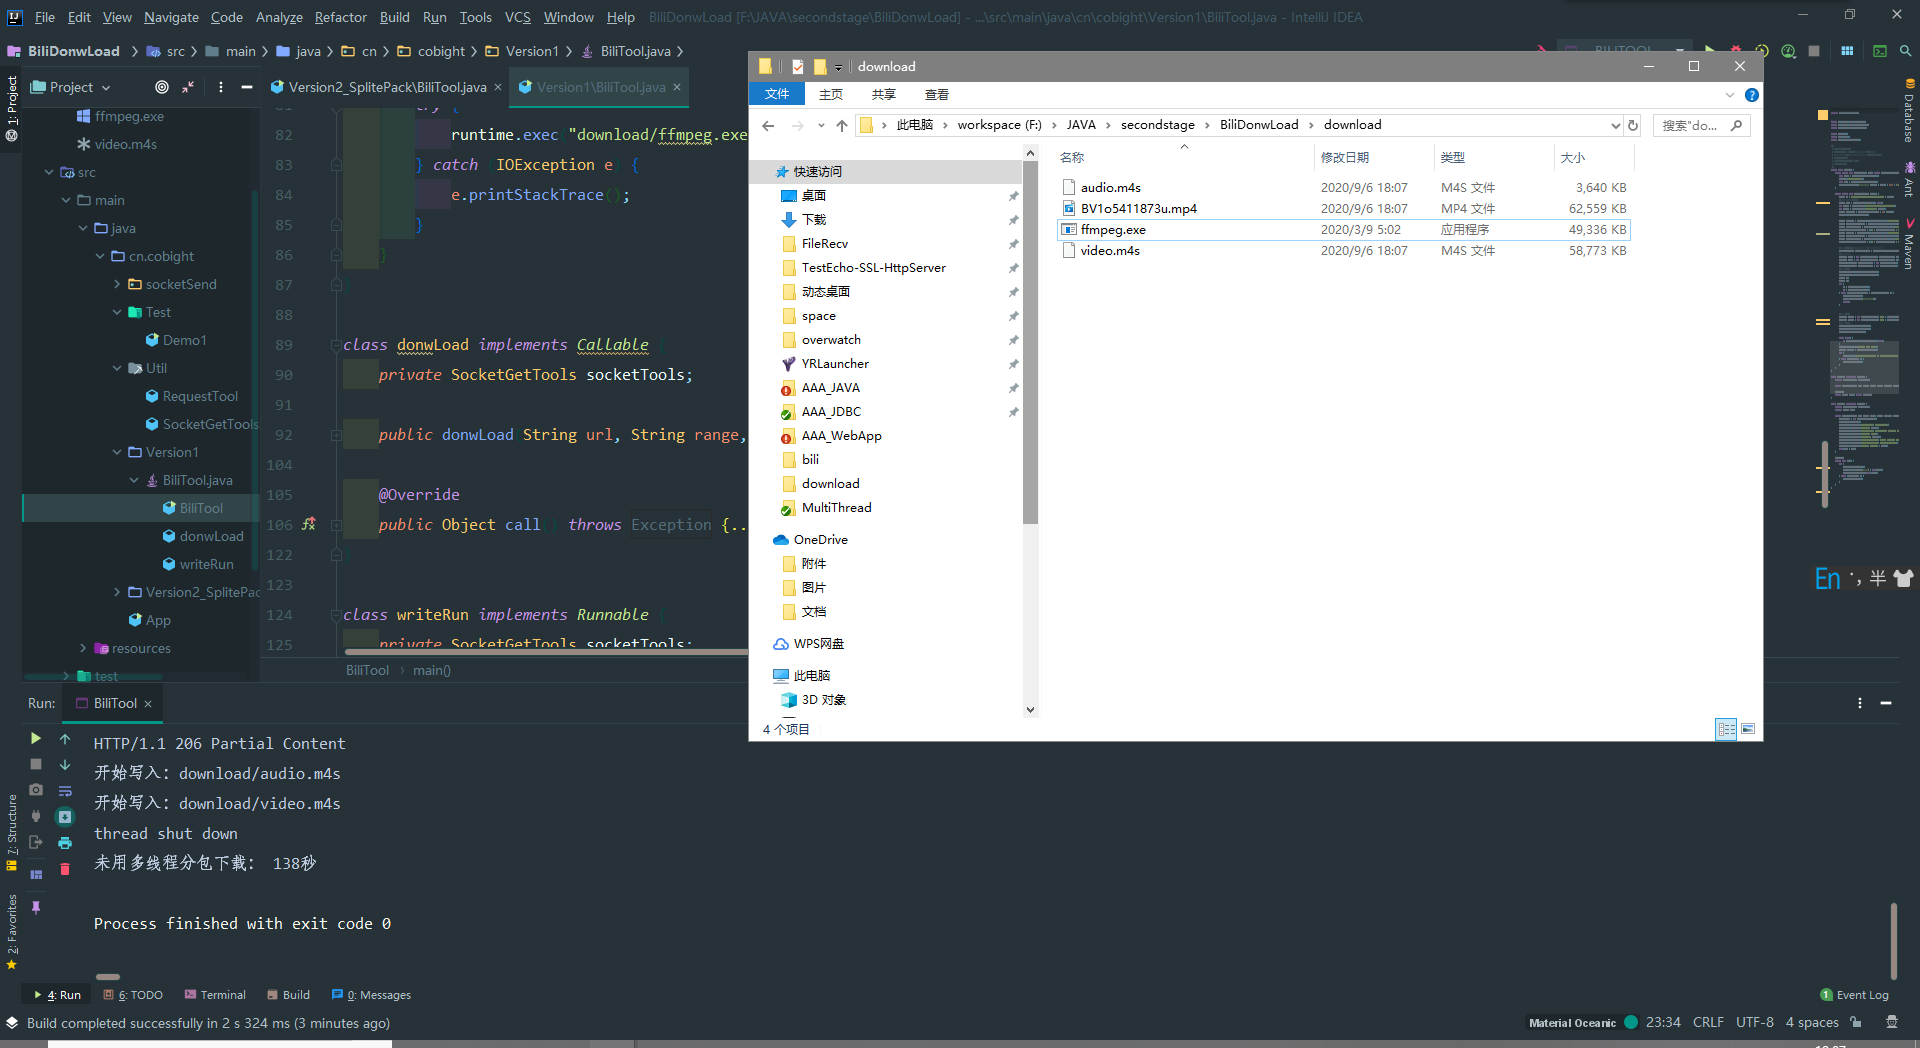 File Edit View Navigate Code Analyze Refactor Build Run Tools VCS Window Help BiliDonwLoad [F:\JAVA\secondstage\BiliDonwLoad] - ...\src\main\java\cn\cobight\Version1\BiliTool.java - IntelliJ IDEA
BiliDonwLoad src main java cn cobight Version1 BiliTool.java
BILITOOL
Project
Version2_SplitePack\BiliTool.java
Version1\BiliTool.java
1: Project
ffmpeg.exe
video.m4s
src
main
java
cn.cobight
socketSend
Test
Demo1
Util
RequestTool
SocketGetTools
Version1
BiliTool.java
BiliTool
donwLoad
writeRun
Version2_SplitePac
App
resources
test
82 runtime.exec("download/ffmpeg.exe
83 } catch (IOException e) {
84 e.printStackTrace();
85 }
86 }
87
88
89 class donwLoad implements Callable
90 private SocketGetTools socketTools;
91
92 public donwLoad(String url, String range,
104
105 @Override
106 public Object call() throws Exception {...
122
123
124 class writeRun implements Runnable
125 private SocketGetTools socketTools;
BiliTool main()
download
文件 主页 共享 查看
此电脑 workspace (F:) JAVA secondstage BiliDonwLoad download
搜索"do...
快速访问
桌面
下载
FileRecv
TestEcho-SSL-HttpServer
动态桌面
space
overwatch
YRLauncher
AAA_JAVA
AAA_JDBC
AAA_WebApp
bili
download
MultiThread
OneDrive
附件
图片
文档
WPS网盘
此电脑
3D 对象
名称 修改日期 类型 大小
audio.m4s 2020/9/6 18:07 M4S 文件 3,640 KB
BV1o5411873u.mp4 2020/9/6 18:07 MP4 文件 62,559 KB
ffmpeg.exe 2020/3/9 5:02 应用程序 49,336 KB
video.m4s 2020/9/6 18:07 M4S 文件 58,773 KB
4 个项目
Database
Ant
Maven
En 半
Run: BiliTool
HTTP/1.1 206 Partial Content
开始写入: download/audio.m4s
开始写入: download/video.m4s
thread shut down
未用多线程分包下载: 138秒
Process finished with exit code 0
7: Structure
2: Favorites
4: Run 6: TODO Terminal Build 0: Messages 1 Event Log
Build completed successfully in 2 s 324 ms (3 minutes ago)
Material Oceanic 23:34 CRLF UTF-8 4 spaces